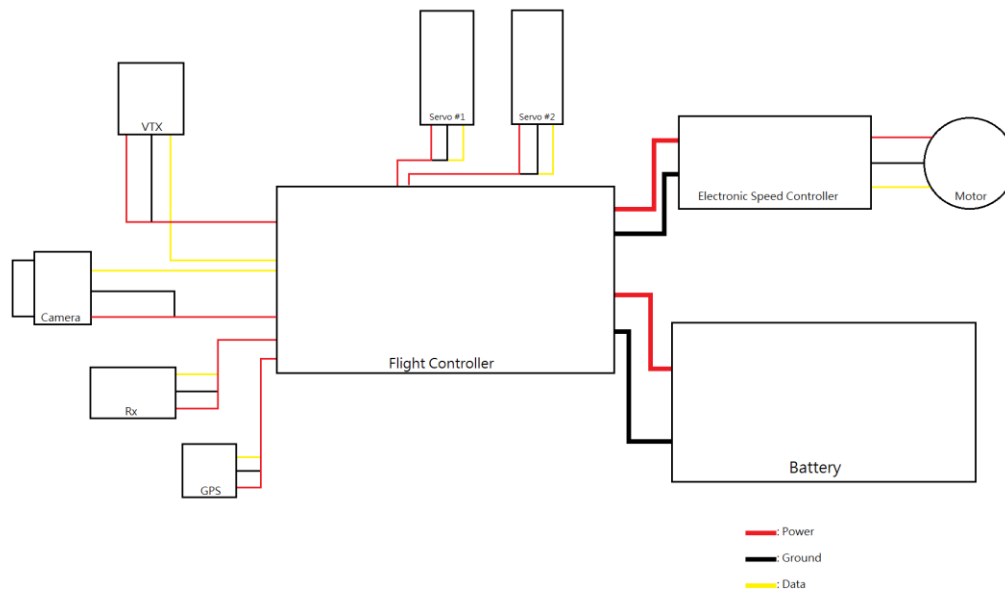 Servo #1
Servo #2
VTX
Electronic Speed Controller
Motor
Camera
Flight Controller
Rx
GPS
Battery
: Power
: Ground
: Data